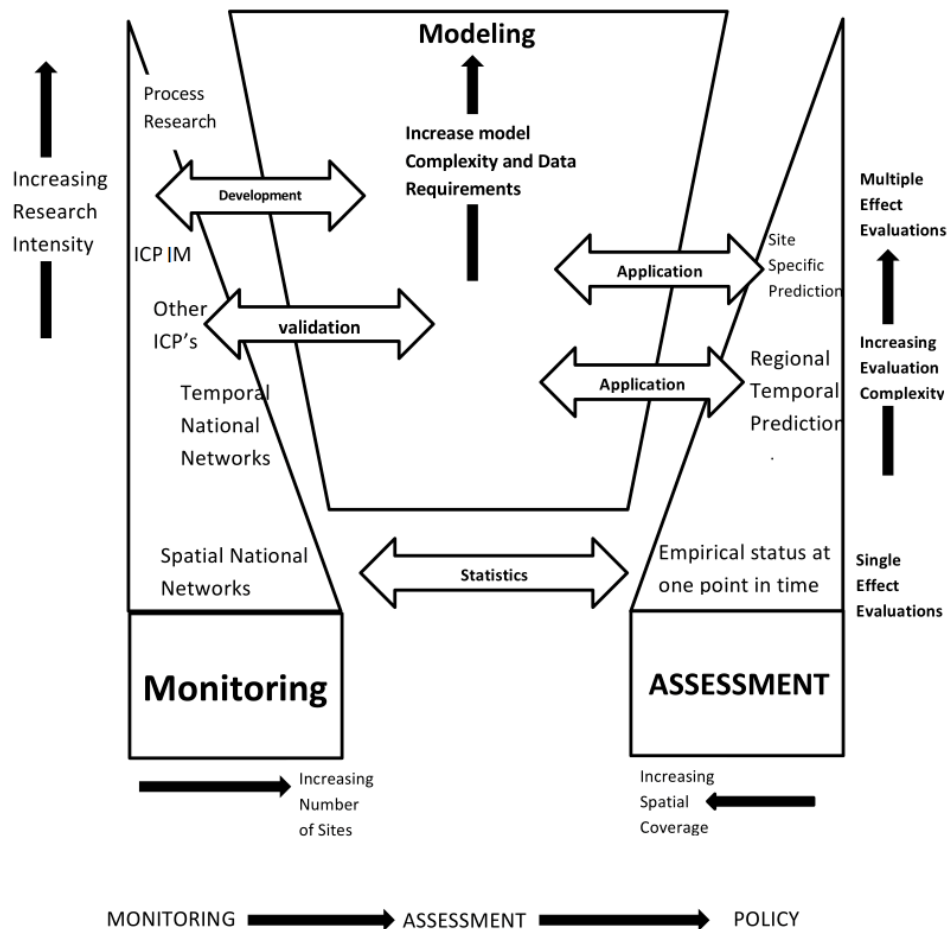 Modeling
Process
Research
Increase model
Complexity and Data
Requirements
Increasing
Research
Intensity
Development
Multiple
Effect
Evaluations
ICP IM
Site
Specific
Prediction
Application
Other
ICP's
validation
Increasing
Evaluation
Complexity
Regional
Temporal
Prediction
.
Application
Temporal
National
Networks
Spatial National
Networks
Statistics
Empirical status at
one point in time
Single
Effect
Evaluations
Monitoring
ASSESSMENT
Increasing
Number
of Sites
Increasing
Spatial
Coverage
MONITORING ASSESSMENT POLICY